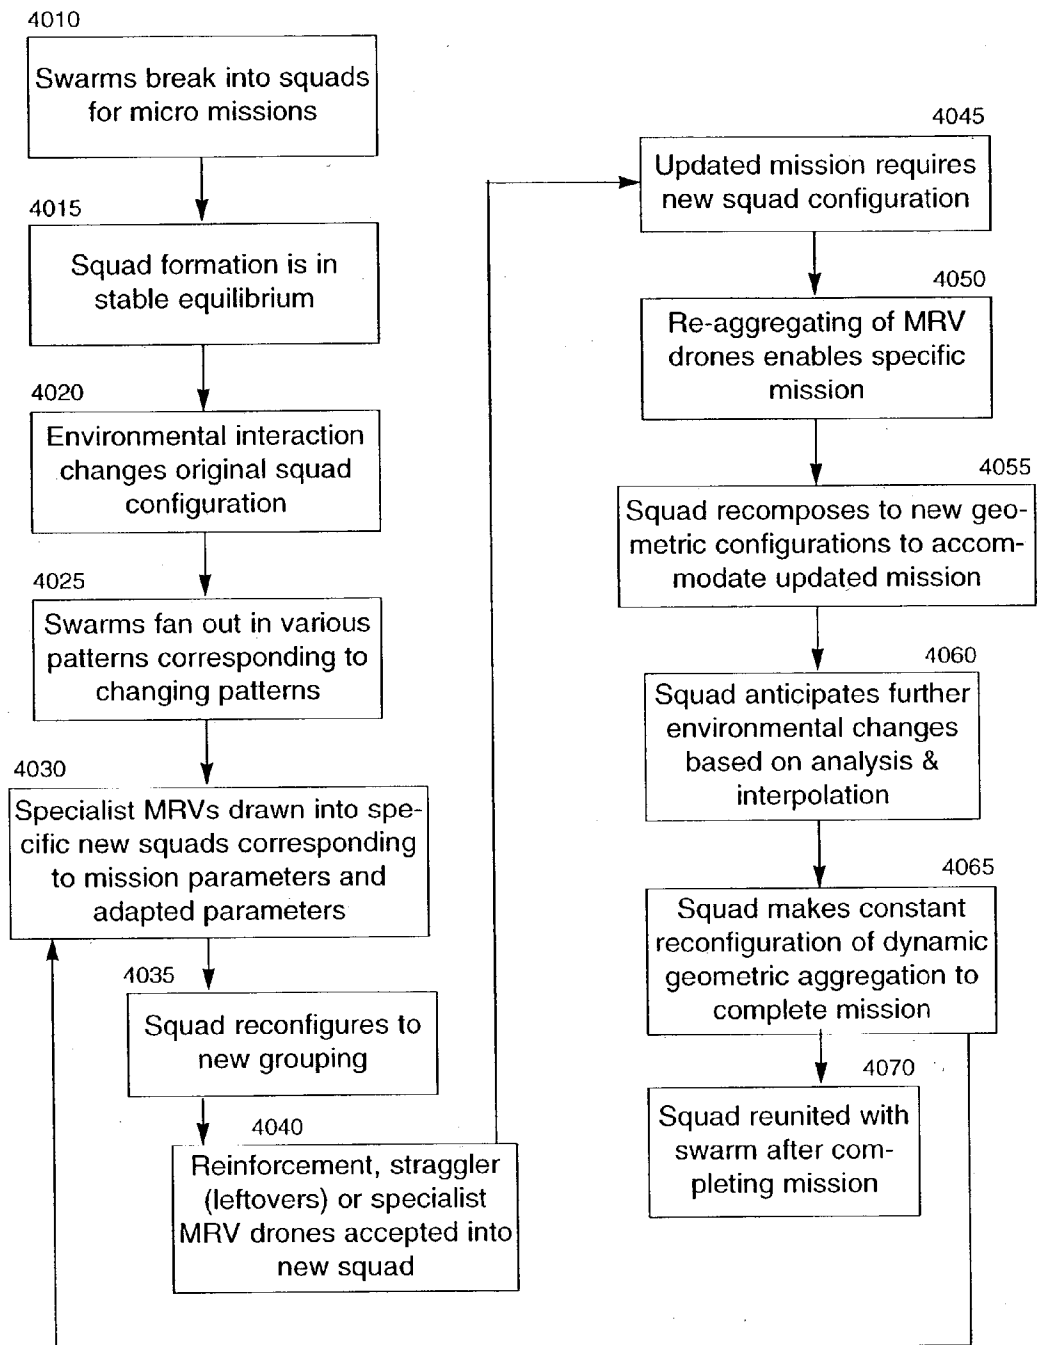 4010
Swarms break into squads
for micro missions
4015
Squad formation is in
stable equilibrium
4020
Environmental interaction
changes original squad
configuration
4025
Swarms fan out in various
patterns corresponding to
changing patterns
4030
Specialist MRVs drawn into spe-
cific new squads corresponding
to mission parameters and
adapted parameters
4035
Squad reconfigures to
new grouping
4040
Reinforcement, straggler
(leftovers) or specialist
MRV drones accepted into
new squad
4045
Updated mission requires
new squad configuration
4050
Re-aggregating of MRV
drones enables specific
mission
4055
Squad recomposes to new geo-
metric configurations to accom-
modate updated mission
4060
Squad anticipates further
environmental changes
based on analysis &
interpolation
4065
Squad makes constant
reconfiguration of dynamic
geometric aggregation to
complete mission
4070
Squad reunited with
swarm after com-
pleting mission